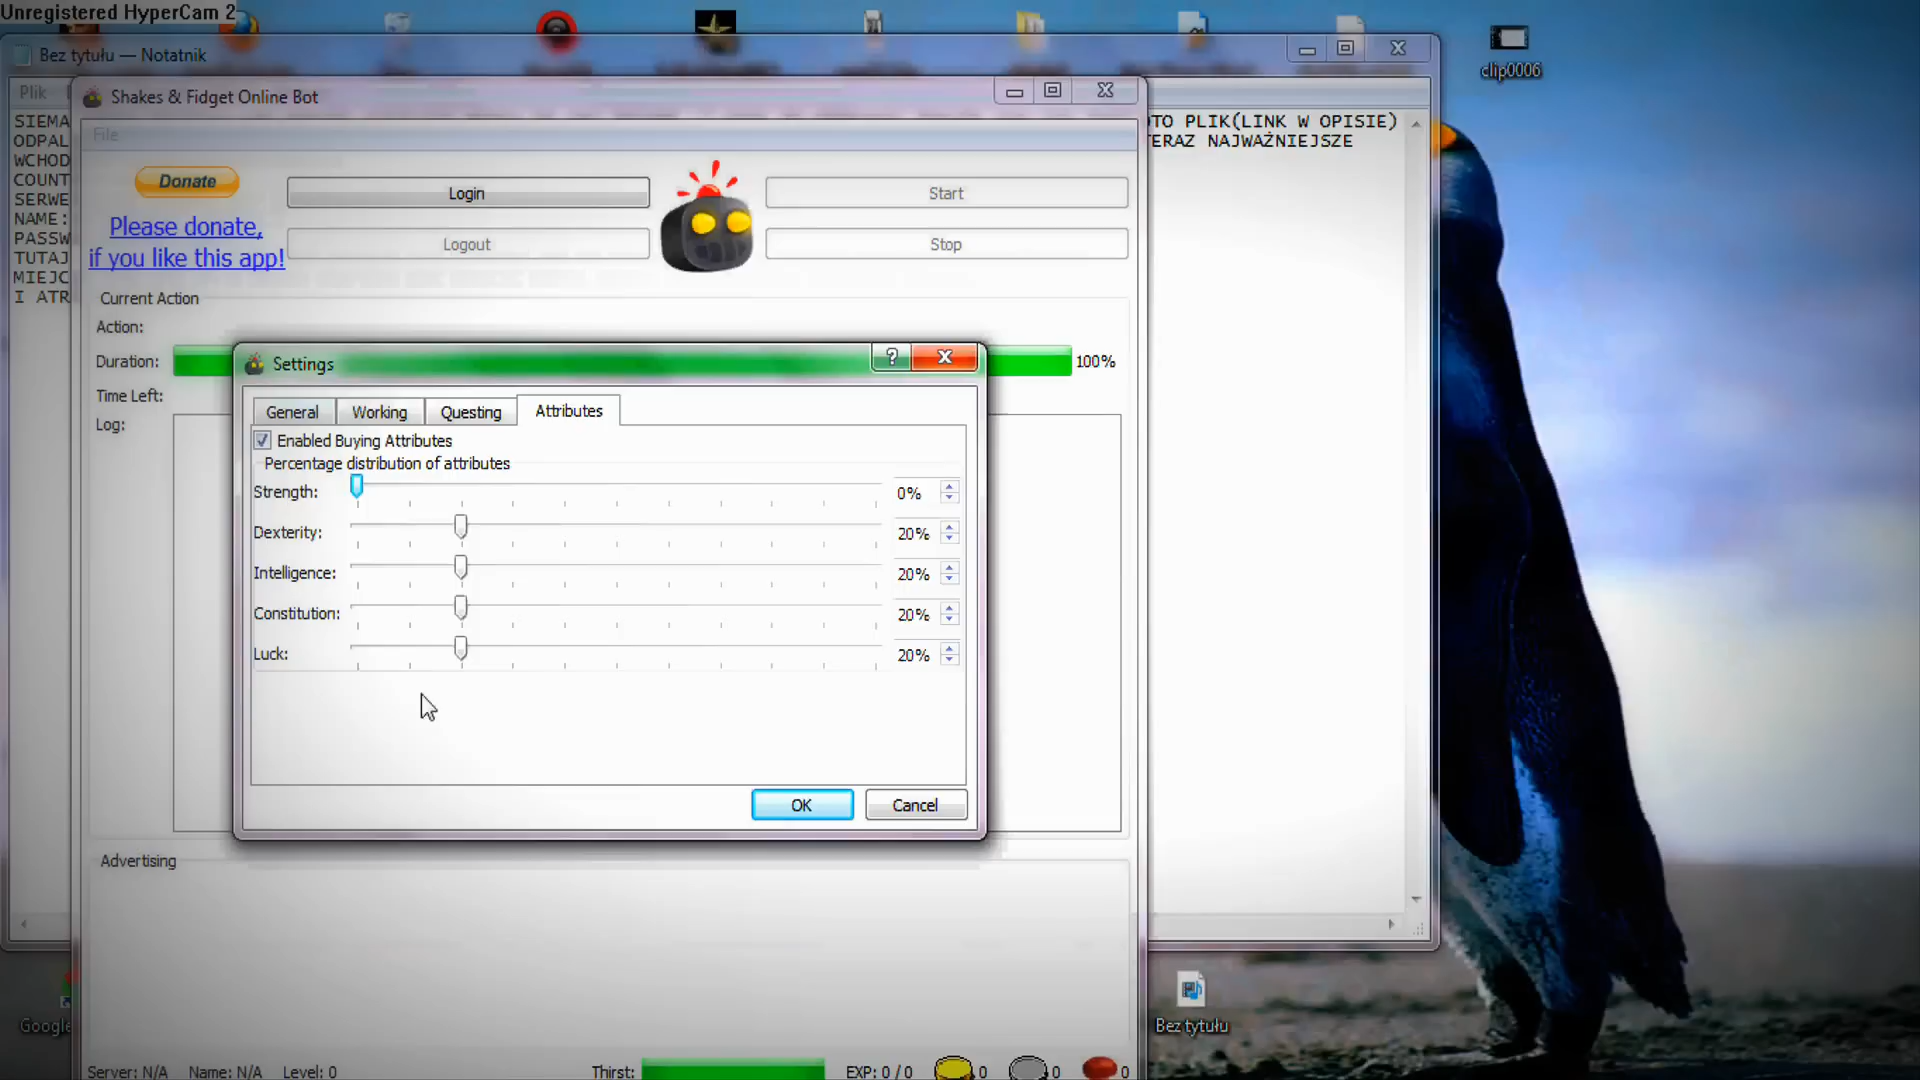 Unregistered HyperCam 2
clip0006
Bez tytułu — Notatnik
Plik
SIEMA
ODPAL
WCHOD
COUNT
SERWE
NAME:
PASSW
TUTAJ
MIEJC
I ATR
OTO PLIK(LINK W OPISIE)
TERAZ NAJWAŻNIEJSZE
Shakes & Fidget Online Bot
File
Donate
Please donate,
if you like this app!
Login
Start
Logout
Stop
Current Action
Action:
Duration:
100%
Time Left:
Log:
Settings
General
Working
Questing
Attributes
Enabled Buying Attributes
Percentage distribution of attributes
Strength:
0%
Dexterity:
20%
Intelligence:
20%
Constitution:
20%
Luck:
20%
OK
Cancel
Advertising
Google
Bez tytułu
Server: N/A
Name: N/A
Level: 0
Thirst:
EXP: 0 / 0
0
0
0